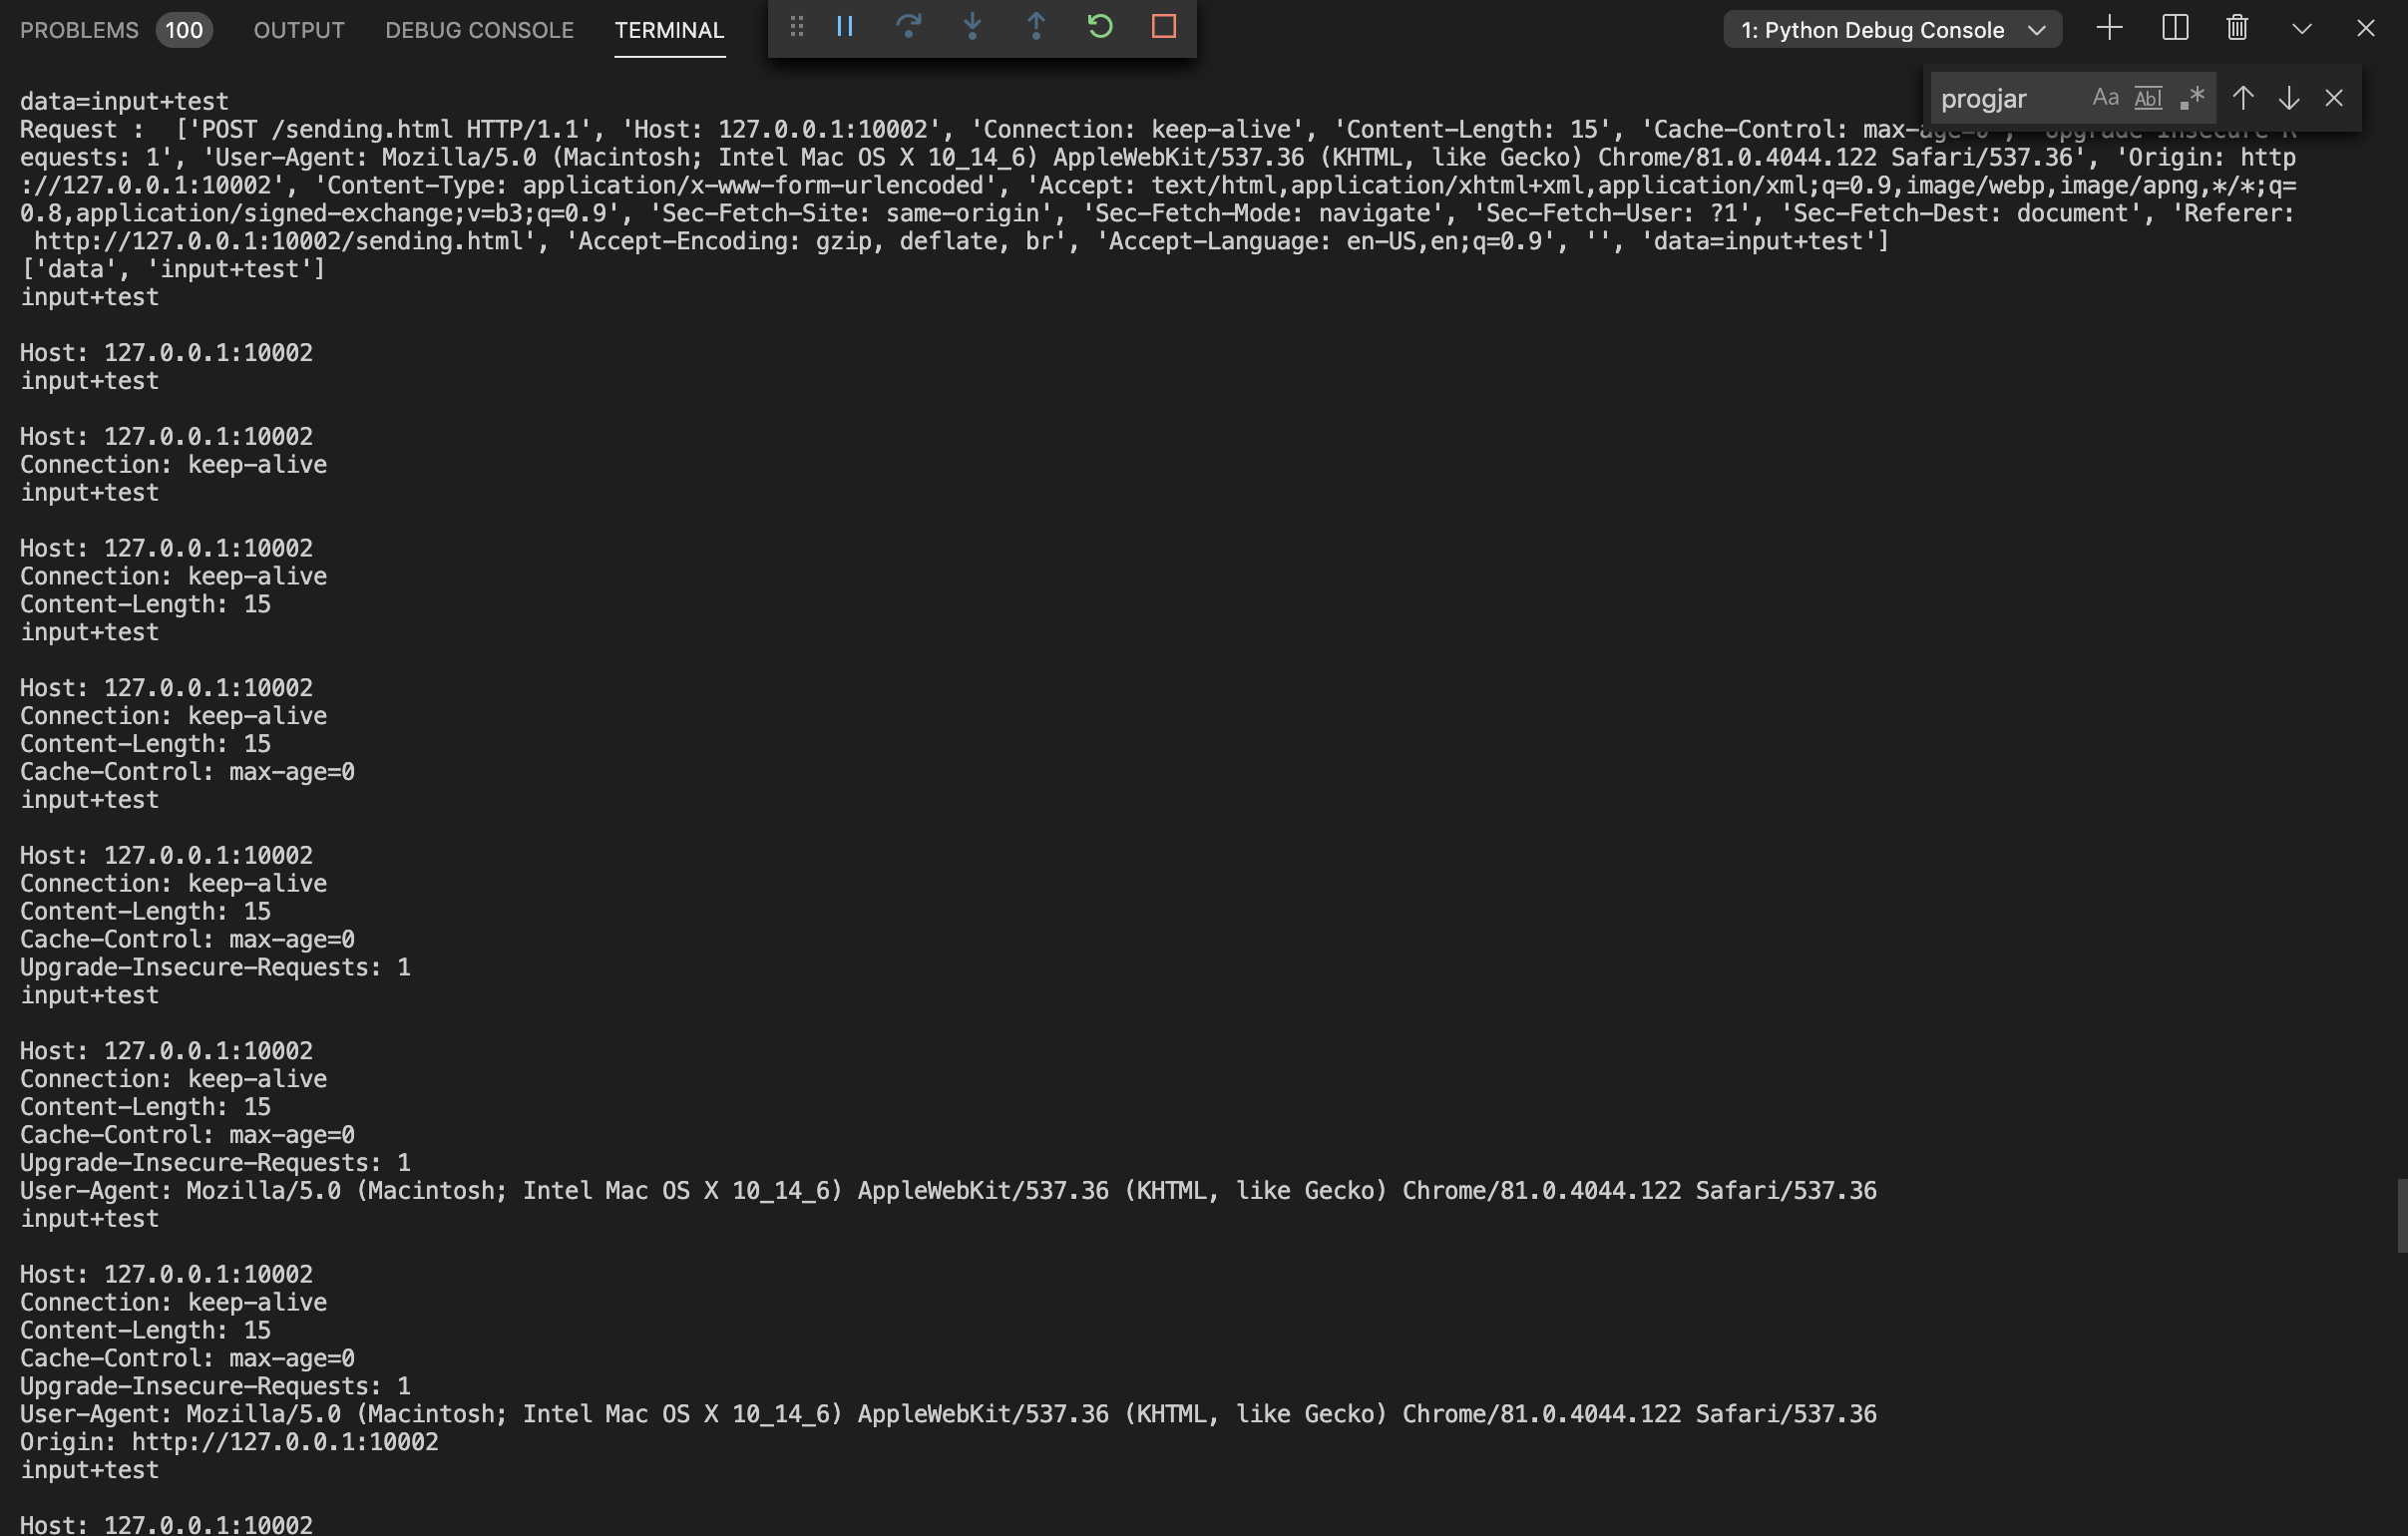 PROBLEMS 100 OUTPUT DEBUG CONSOLE TERMINAL 1: Python Debug Console
progjar Aa Abl .*
data=input+test
Request :  ['POST /sending.html HTTP/1.1', 'Host: 127.0.0.1:10002', 'Connection: keep-alive', 'Content-Length: 15', 'Cache-Control: max-age=0', 'Upgrade-Insecure-R
equests: 1', 'User-Agent: Mozilla/5.0 (Macintosh; Intel Mac OS X 10_14_6) AppleWebKit/537.36 (KHTML, like Gecko) Chrome/81.0.4044.122 Safari/537.36', 'Origin: http
://127.0.0.1:10002', 'Content-Type: application/x-www-form-urlencoded', 'Accept: text/html,application/xhtml+xml,application/xml;q=0.9,image/webp,image/apng,*/*;q=
0.8,application/signed-exchange;v=b3;q=0.9', 'Sec-Fetch-Site: same-origin', 'Sec-Fetch-Mode: navigate', 'Sec-Fetch-User: ?1', 'Sec-Fetch-Dest: document', 'Referer:
 http://127.0.0.1:10002/sending.html', 'Accept-Encoding: gzip, deflate, br', 'Accept-Language: en-US,en;q=0.9', '', 'data=input+test']
['data', 'input+test']
input+test
Host: 127.0.0.1:10002
input+test
Host: 127.0.0.1:10002
Connection: keep-alive
input+test
Host: 127.0.0.1:10002
Connection: keep-alive
Content-Length: 15
input+test
Host: 127.0.0.1:10002
Connection: keep-alive
Content-Length: 15
Cache-Control: max-age=0
input+test
Host: 127.0.0.1:10002
Connection: keep-alive
Content-Length: 15
Cache-Control: max-age=0
Upgrade-Insecure-Requests: 1
input+test
Host: 127.0.0.1:10002
Connection: keep-alive
Content-Length: 15
Cache-Control: max-age=0
Upgrade-Insecure-Requests: 1
User-Agent: Mozilla/5.0 (Macintosh; Intel Mac OS X 10_14_6) AppleWebKit/537.36 (KHTML, like Gecko) Chrome/81.0.4044.122 Safari/537.36
input+test
Host: 127.0.0.1:10002
Connection: keep-alive
Content-Length: 15
Cache-Control: max-age=0
Upgrade-Insecure-Requests: 1
User-Agent: Mozilla/5.0 (Macintosh; Intel Mac OS X 10_14_6) AppleWebKit/537.36 (KHTML, like Gecko) Chrome/81.0.4044.122 Safari/537.36
Origin: http://127.0.0.1:10002
input+test
Host: 127.0.0.1:10002